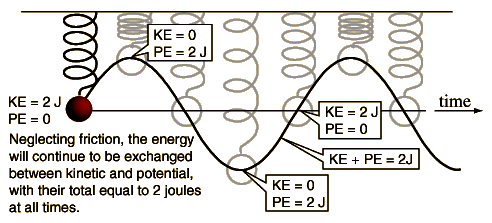 KE = 0
PE = 2 J
KE = 2 J
PE = 0
time
KE = 2 J
PE = 0
Neglecting friction, the energy
will continue to be exchanged
between kinetic and potential,
with their total equal to 2 joules
at all times.
KE + PE = 2J
KE = 0
PE = 2 J